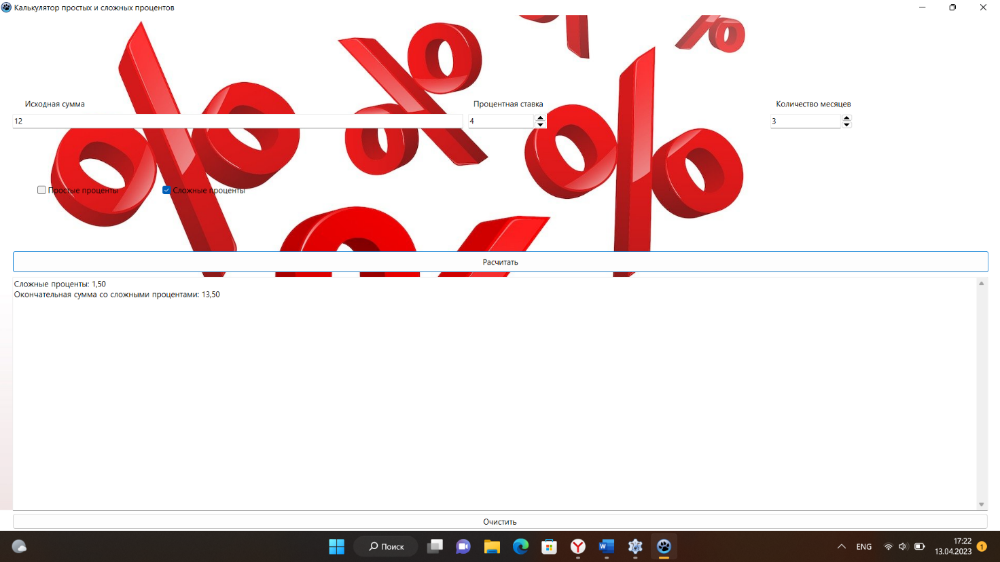 Калькулятор простых и сложных процентов
Исходная сумма
Процентная ставка
Количество месяцев
12
4
3
Простые проценты
Сложные проценты
Расчитать
Сложные проценты: 1,50
Окончательная сумма со сложными процентами: 13,50
Очистить
Поиск
ENG
17:22
13.04.2023
1